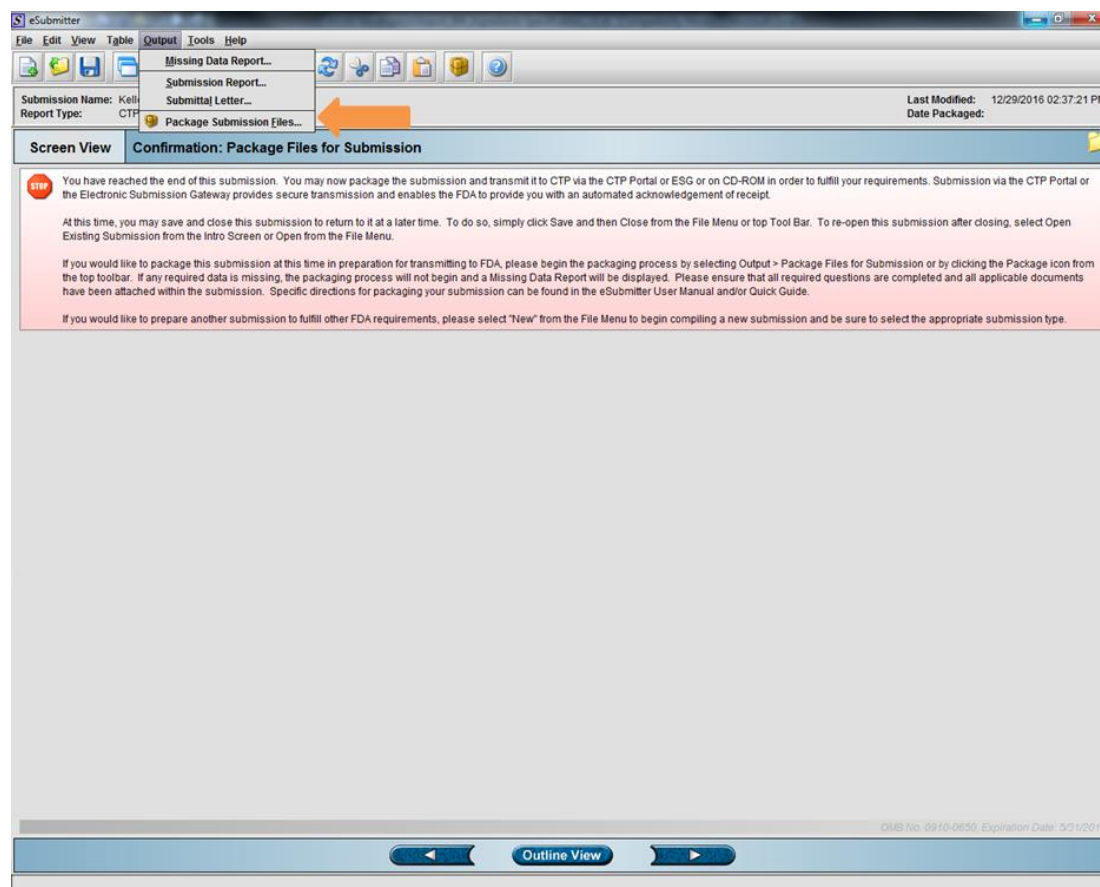 eSubmitter
File Edit View Table Output Tools Help
Missing Data Report...
Submission Report...
Submittal Letter...
Package Submission Files...
Submission Name: Kell
Report Type: CTP
Last Modified: 12/29/2016 02:37:21 P
Date Packaged:
Screen View Confirmation: Package Files for Submission
STOP
You have reached the end of this submission. You may now package the submission and transmit it to CTP via the CTP Portal or ESG or on CD-ROM in order to fulfill your requirements. Submission via the CTP Portal or
the Electronic Submission Gateway provides secure transmission and enables the FDA to provide you with an automated acknowledgement of receipt.
At this time, you may save and close this submission to return to it at a later time. To do so, simply click Save and then Close from the File Menu or top Tool Bar. To re-open this submission after closing, select Open
Existing Submission from the Intro Screen or Open from the File Menu.
If you would like to package this submission at this time in preparation for transmitting to FDA, please begin the packaging process by selecting Output > Package Files for Submission or by clicking the Package icon from
the top toolbar. If any required data is missing, the packaging process will not begin and a Missing Data Report will be displayed. Please ensure that all required questions are completed and all applicable documents
have been attached within the submission. Specific directions for packaging your submission can be found in the eSubmitter User Manual and/or Quick Guide.
If you would like to prepare another submission to fulfill other FDA requirements, please select "New" from the File Menu to begin compiling a new submission and be sure to select the appropriate submission type.
OMB No. 0910-0650. Expiration Date: 5/31/201
Outline View